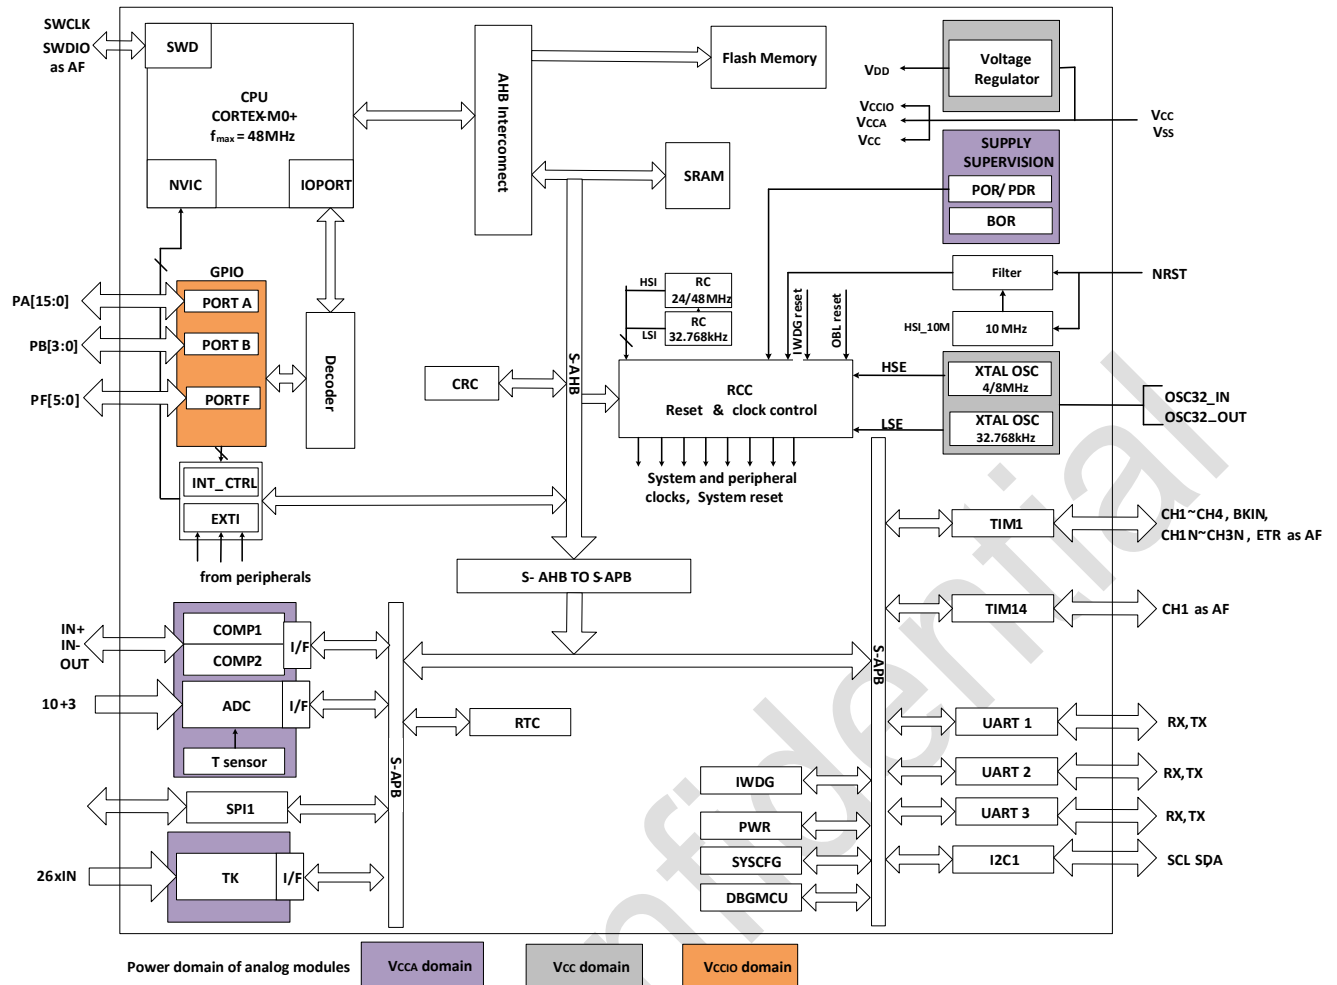 SWCLK
SWDIO
as AF
SWD
CPU
CORTEX-M0+
fmax = 48MHz
NVIC
IOPORT
AHB Interconnect
Flash Memory
SRAM
VDD
Voltage
Regulator
VCCIO
VCCA
VCC
VCC
VSS
SUPPLY
SUPERVISION
POR/ PDR
BOR
GPIO
PORT A
PORT B
PORT F
PA[15:0]
PB[3:0]
PF[5:0]
Decoder
HSI
RC
24/48MHz
LSI
RC
32.768kHz
IWDG reset
OBL reset
Filter
NRST
HSI_10M
10 MHz
CRC
S-AHB
RCC
Reset & clock control
HSE
XTAL OSC
4/8MHz
LSE
XTAL OSC
32.768kHz
OSC32_IN
OSC32_OUT
INT_CTRL
EXTI
from peripherals
System and peripheral
clocks, System reset
S- AHB TO S-APB
TIM1
CH1~CH4 , BKIN,
CH1N~CH3N , ETR as AF
TIM14
CH1 as AF
IN+
IN-
OUT
COMP1
COMP2
I/F
10+3
ADC
I/F
T sensor
RTC
S-APB
S-APB
SPI1
26xIN
TK
I/F
IWDG
PWR
SYSCFG
DBGMCU
UART 1
RX, TX
UART 2
RX, TX
UART 3
RX, TX
I2C1
SCL SDA,
Power domain of analog modules
VCCA domain
VCC domain
VCCIO domain
nfidential